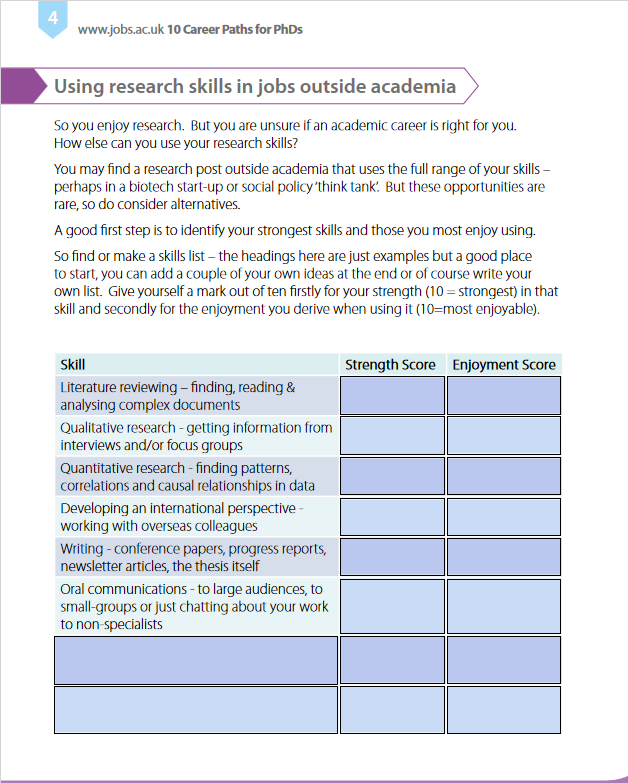 4
www.jobs.ac.uk 10 Career Paths for PhDs
Using research skills in jobs outside academia
So you enjoy research. But you are unsure if an academic career is right for you.
How else can you use your research skills?
You may find a research post outside academia that uses the full range of your skills –
perhaps in a biotech start-up or social policy 'think tank'. But these opportunities are
rare, so do consider alternatives.
A good first step is to identify your strongest skills and those you most enjoy using.
So find or make a skills list – the headings here are just examples but a good place
to start, you can add a couple of your own ideas at the end or of course write your
own list. Give yourself a mark out of ten firstly for your strength (10 = strongest) in that
skill and secondly for the enjoyment you derive when using it (10=most enjoyable).
Skill Strength Score Enjoyment Score
Literature reviewing – finding, reading &
analysing complex documents
Qualitative research - getting information from
interviews and/or focus groups
Quantitative research - finding patterns,
correlations and causal relationships in data
Developing an international perspective -
working with overseas colleagues
Writing - conference papers, progress reports,
newsletter articles, the thesis itself
Oral communications - to large audiences, to
small-groups or just chatting about your work
to non-specialists